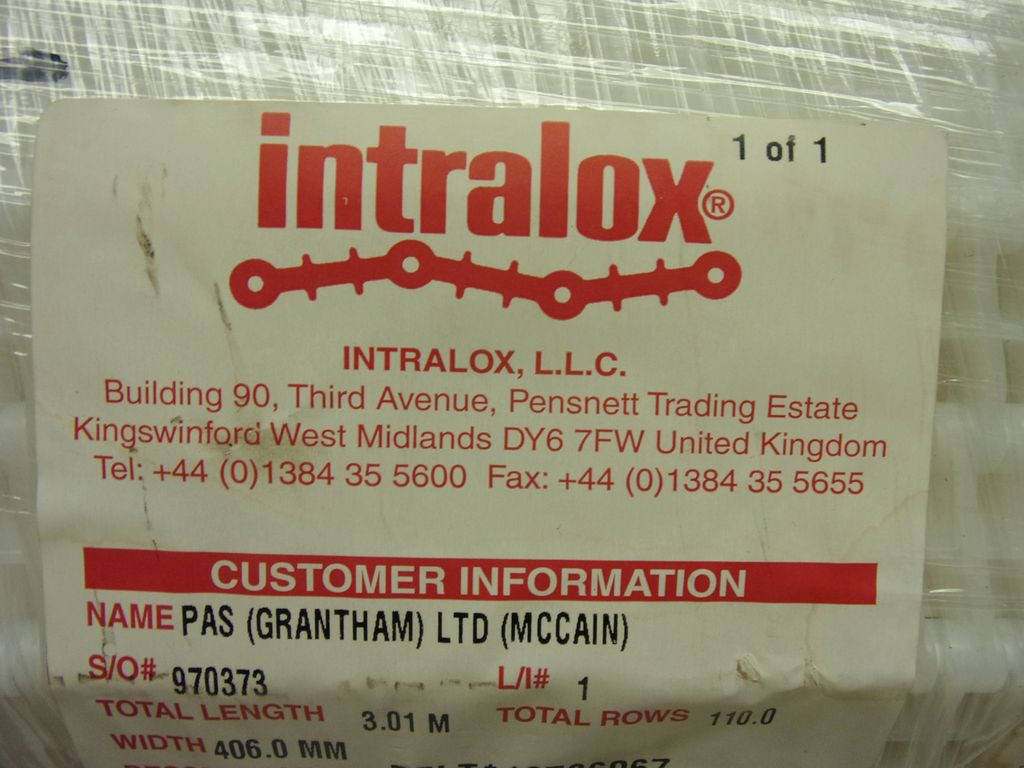 intralox®
1 of 1
INTRALOX, L.L.C.
Building 90, Third Avenue, Pensnett Trading Estate
Kingswinford West Midlands DY6 7FW United Kingdom
Tel: +44 (0)1384 35 5600 Fax: +44 (0)1384 35 5655
CUSTOMER INFORMATION
NAME PAS (GRANTHAM) LTD (MCCAIN)
S/O# 970373 L/I# 1
TOTAL LENGTH 3.01 M TOTAL ROWS 110.0
WIDTH 406.0 MM